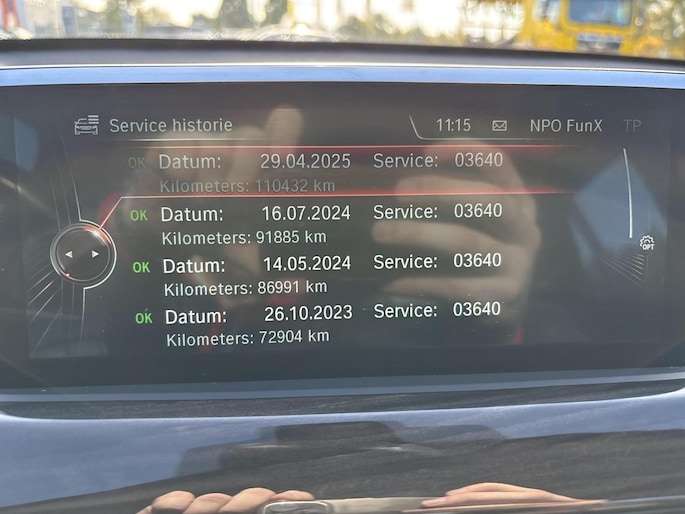 Service historie 11:15 NPO FunX TP
OK Datum: 29.04.2025 Service: 03640
Kilometers: 110432 km
OK Datum: 16.07.2024 Service: 03640
Kilometers: 91885 km
OPT
OK Datum: 14.05.2024 Service: 03640
Kilometers: 86991 km
OK Datum: 26.10.2023 Service: 03640
Kilometers: 72904 km